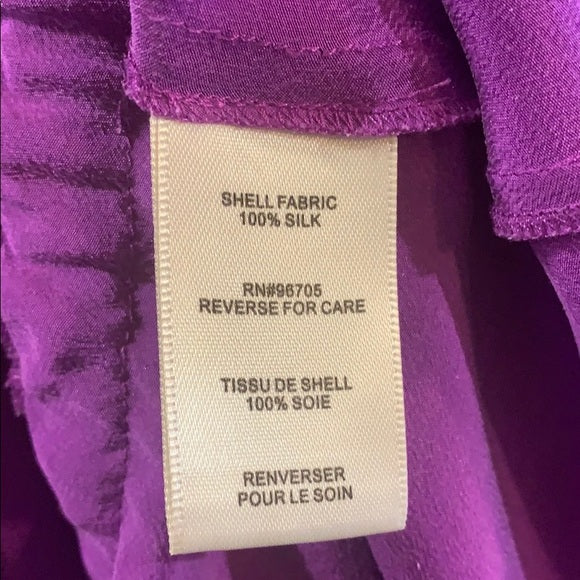 SHELL FABRIC
100% SILK
RN#96705
REVERSE FOR CARE
TISSU DE SHELL
100% SOIE
RENVERSER
POUR LE SOIN